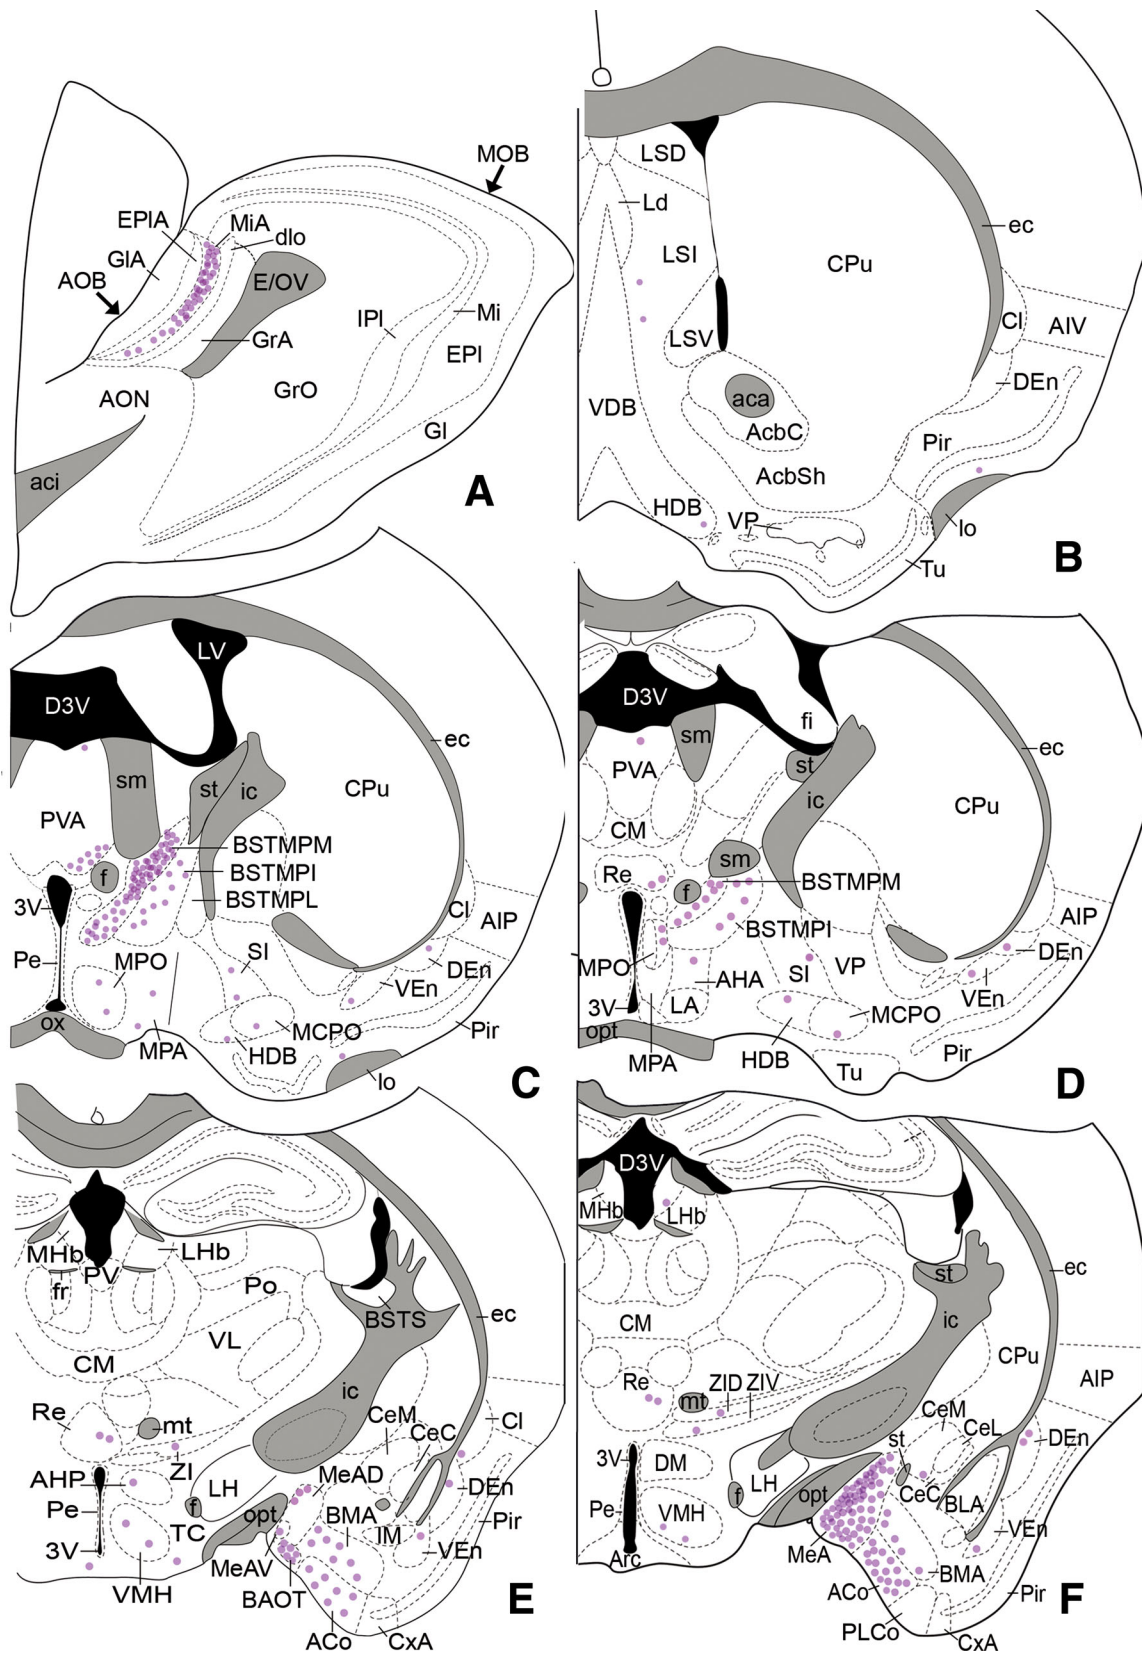 MOB
EPlA
MiA
dlo
GlA
AOB
E/OV
IPl
Mi
GrA
EPl
AON
GrO
Gl
aci
A
LSD
Ld
LSI
CPu
ec
LSV
Cl
AIV
aca
DEn
VDB
AcbC
Pir
AcbSh
HDB
VP
lo
Tu
B
LV
D3V
ec
sm
st
ic
CPu
PVA
BSTMPM
f
BSTMPI
BSTMPL
3V
Cl
AIP
SI
Pe
MPO
DEn
VEn
ox
MCPO
Pir
MPA
HDB
lo
C
D3V
fi
sm
ec
st
PVA
ic
CPu
CM
sm
Re
f
BSTMPM
AIP
BSTMPI
DEn
MPO
AHA
SI
VP
VEn
3V
LA
MCPO
opt
MPA
HDB
Tu
Pir
D
MHb
LHb
PV
fr
Po
BSTS
ec
VL
CM
ic
Re
mt
CeM
Cl
CeC
ZI
AHP
MeAD
LH
DEn
Pe
f
opt
BMA
TC
IM
Pir
3V
MeAV
VEn
VMH
BAOT
E
ACo
CxA
D3V
MHb
LHb
st
ec
CM
ic
CPu
Re
ZID
ZIV
AIP
mt
CeM
CeL
st
DEn
3V
DM
LH
CeC
f
opt
BLA
Pe
VMH
VEn
MeA
Arc
BMA
ACo
Pir
F
PLCo
CxA